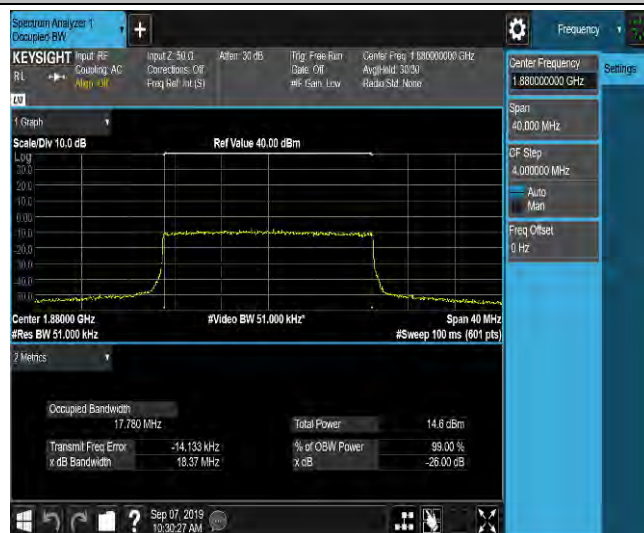 Spectrum Analyzer 1
Occupied BW
Frequency
KEYSIGHT
Input: RF
Coupling: AC
Align: Off
RL
Input Z: 50 Ω
Corrections: Off
Freq Ref: Int (S)
Atten: 30 dB
Trig: Free Run
Gate: Off
#IF Gain: Low
Center Freq: 1.880000000 GHz
Avg|Hold: 30/30
Radio Std: None
Center Frequency
1.880000000 GHz
Settings
Span
40.000 MHz
CF Step
4.000000 MHz
Auto
Man
Freq Offset
0 Hz
1 Graph
Scale/Div 10.0 dB
Ref Value 40.00 dBm
Log
30.0
20.0
10.0
0.00
-10.0
-20.0
-30.0
-40.0
-50.0
Center 1.88000 GHz
#Video BW 51.000 kHz*
Span 40 MHz
#Res BW 51.000 kHz
#Sweep 100 ms (601 pts)
2 Metrics
Occupied Bandwidth
17.780 MHz
Total Power
14.6 dBm
Transmit Freq Error
-14.133 kHz
% of OBW Power
99.00 %
x dB Bandwidth
18.37 MHz
x dB
-26.00 dB
Sep 07, 2019
10:30:27 AM